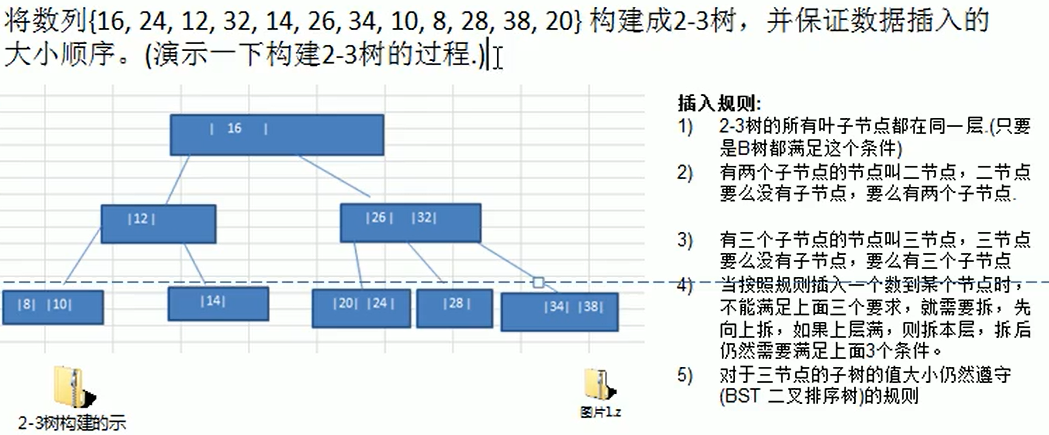 将数列{16, 24, 12, 32, 14, 26, 34, 10, 8, 28, 38, 20} 构建成2-3树，并保证数据插入的
大小顺序。(演示一下构建2-3树的过程.)
| 16 |
|12 |
|26 | |32|
|8| |10|
|14|
|20| |24 |
|28 |
|34| |38|
2-3树构建的示
图片1.z
插入规则:
1) 2-3树的所有叶子节点都在同一层.(只要
是B树都满足这个条件)
2) 有两个子节点的节点叫二节点，二节点
要么没有子节点，要么有两个子节点.
3) 有三个子节点的节点叫三节点，三节点
要么没有子节点，要么有三个子节点
4) 当按照规则插入一个数到某个节点时，
不能满足上面三个要求，就需要拆，先
向上拆，如果上层满，则拆本层，拆后
仍然需要满足上面3个条件。
5) 对于三节点的子树的值大小仍然遵守
(BST 二叉排序树)的规则